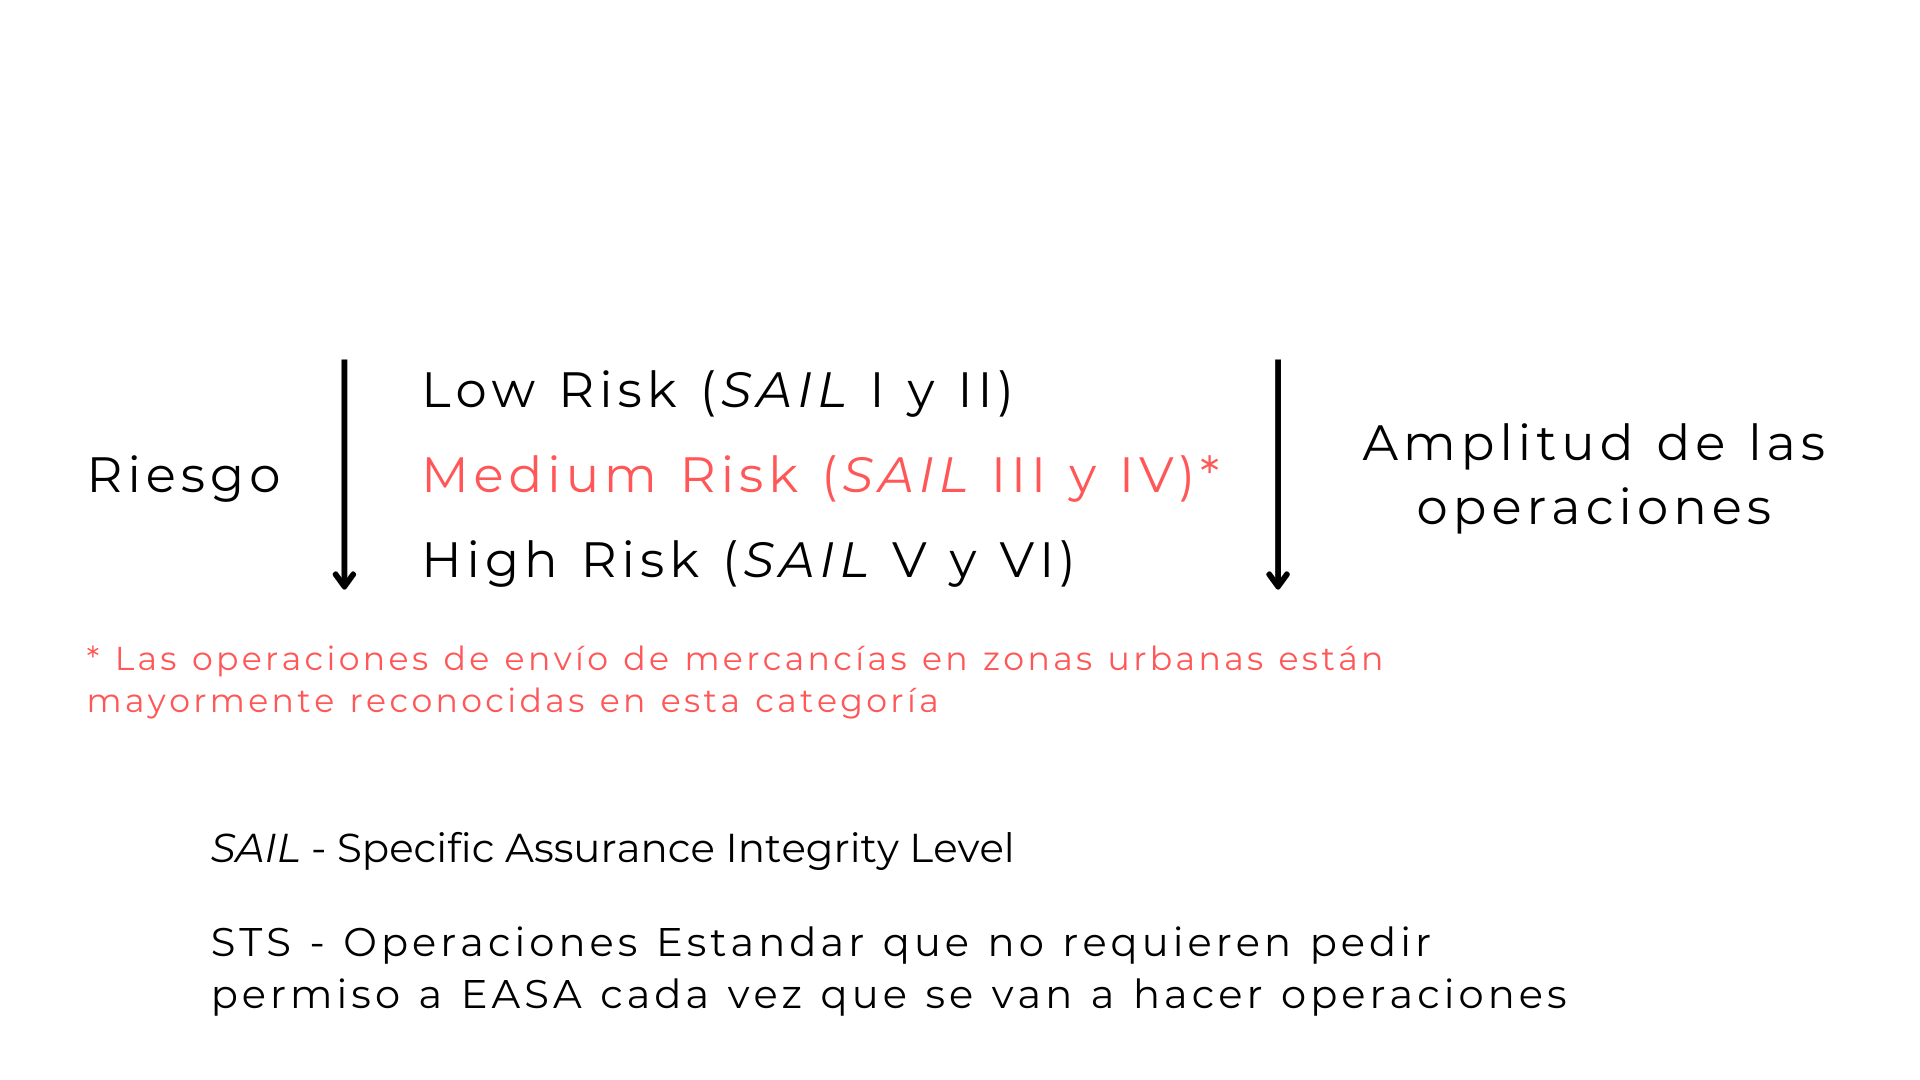 Low Risk (SAIL I y II)
Riesgo
Medium Risk (SAIL III y IV)*
High Risk (SAIL V y VI)
Amplitud de las
operaciones
* Las operaciones de envío de mercancías en zonas urbanas están
mayormente reconocidas en esta categoría
SAIL - Specific Assurance Integrity Level
STS - Operaciones Estandar que no requieren pedir
permiso a EASA cada vez que se van a hacer operaciones